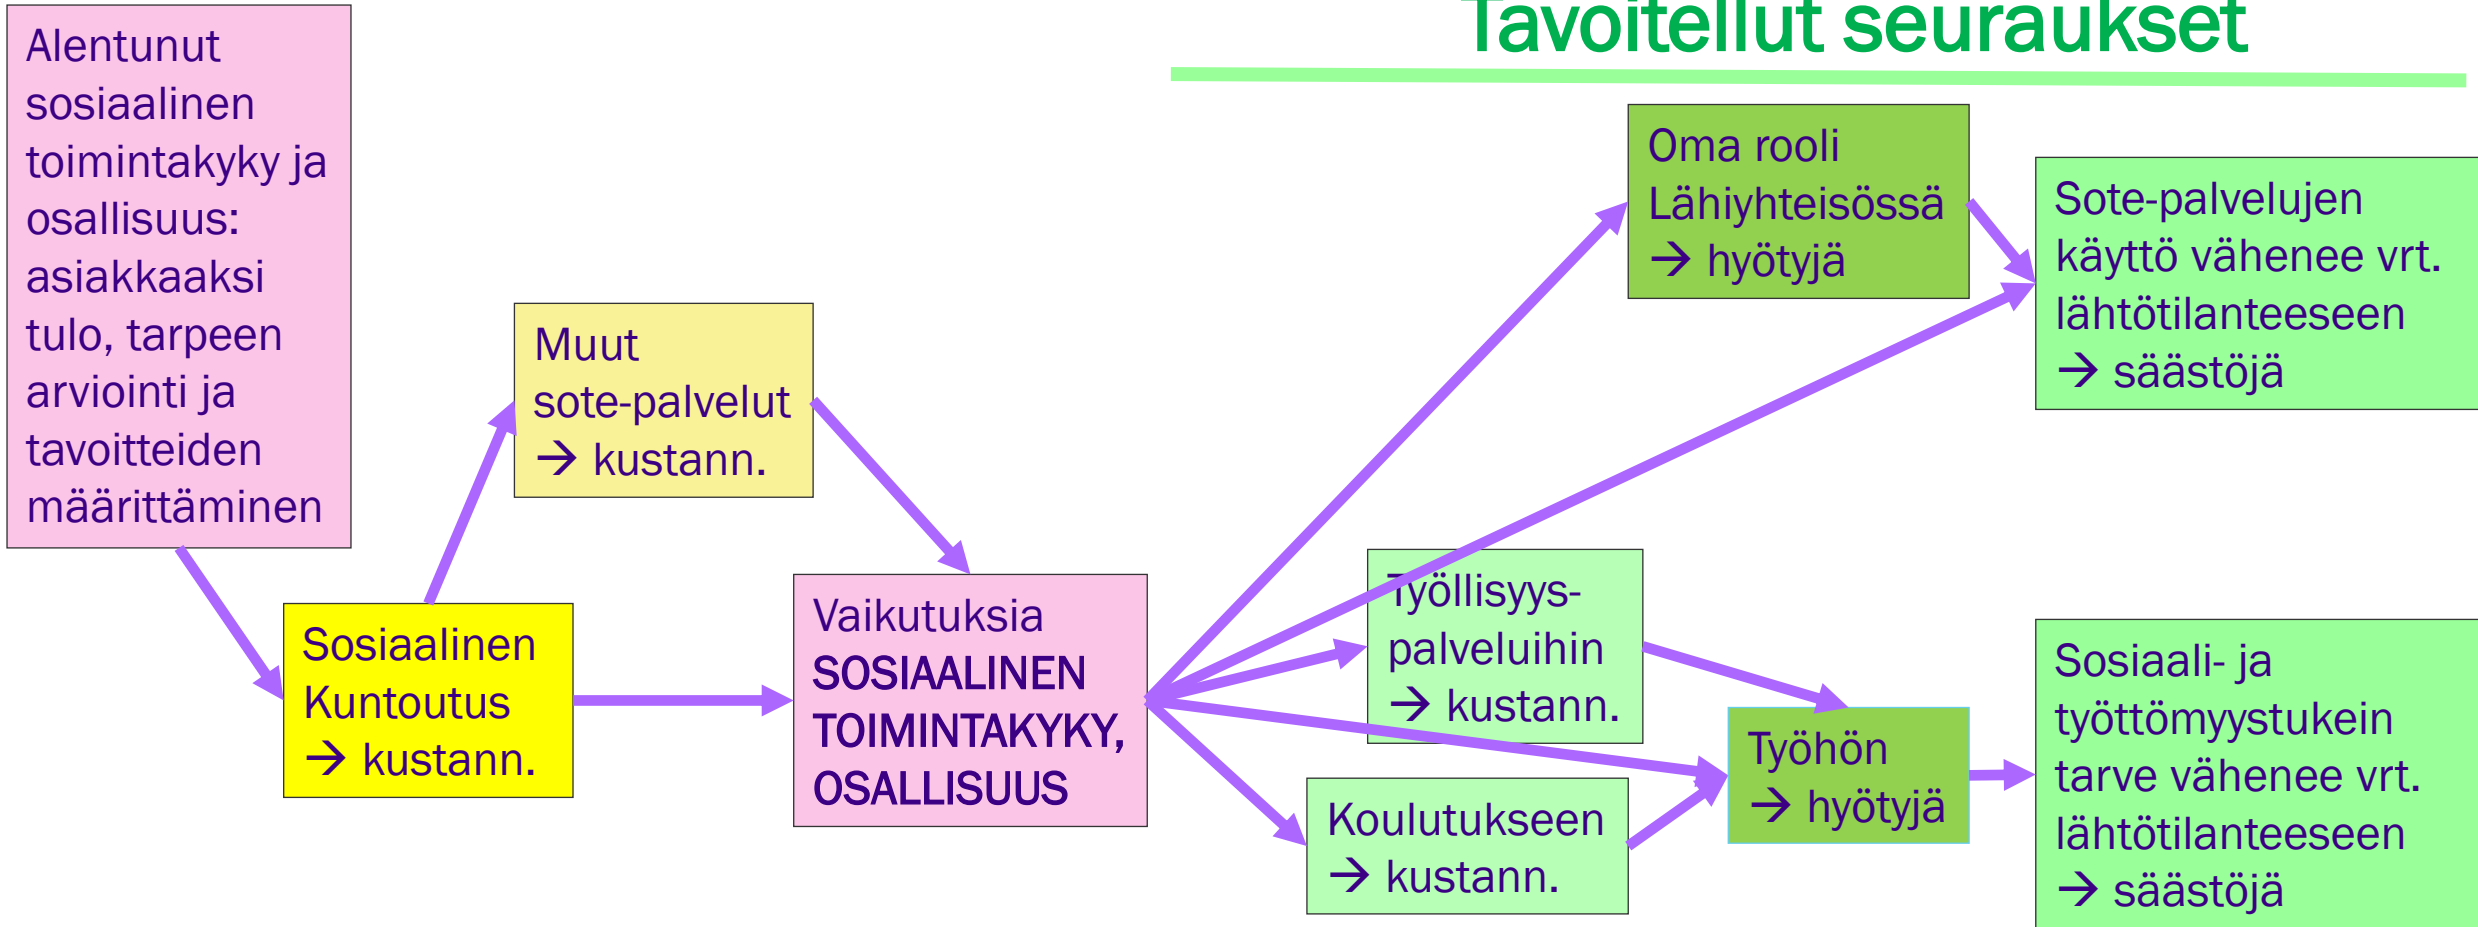 Tavoitellut seuraukset
Alentunut
sosiaalinen
toimintakyky ja
osallisuus:
asiakkaaksi
tulo, tarpeen
arviointi ja
tavoitteiden
määrittäminen
Sosiaalinen
Kuntoutus
→ kustann.
Muut
sote-palvelut
→ kustann.
Vaikutuksia
SOSIAALINEN
TOIMINTAKYKY,
OSALLISUUS
Oma rooli
Lähiyhteisössä
→ hyötyjä
Sote-palvelujen
käyttö vähenee vrt.
lähtötilanteeseen
→ säästöjä
Työllisyys-
palveluihin
→ kustann.
Koulutukseen
→ kustann.
Työhön
→ hyötyjä
Sosiaali- ja
työttömyystukein
tarve vähenee vrt.
lähtötilanteeseen
→ säästöjä